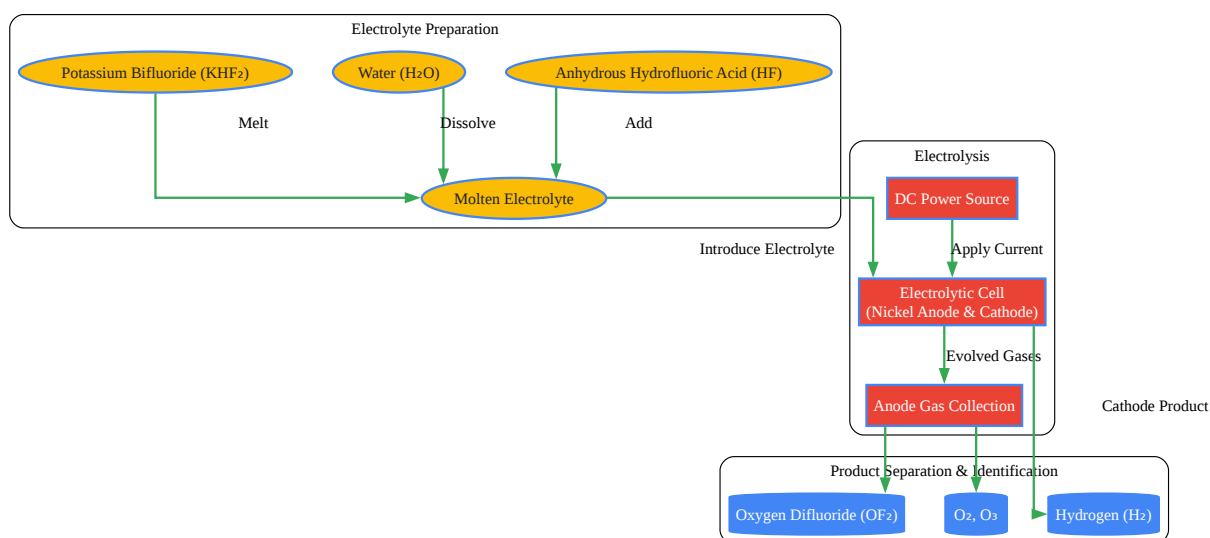 Electrolyte Preparation
Potassium Bifluoride (KHF₂)
Water (H₂O)
Anhydrous Hydrofluoric Acid (HF)
Melt
Dissolve
Add
Molten Electrolyte
Electrolysis
DC Power Source
Introduce Electrolyte
Apply Current
Electrolytic Cell
(Nickel Anode & Cathode)
Evolved Gases
Anode Gas Collection
Cathode Product
Product Separation & Identification
Oxygen Difluoride (OF₂)
O₂, O₃
Hydrogen (H₂)